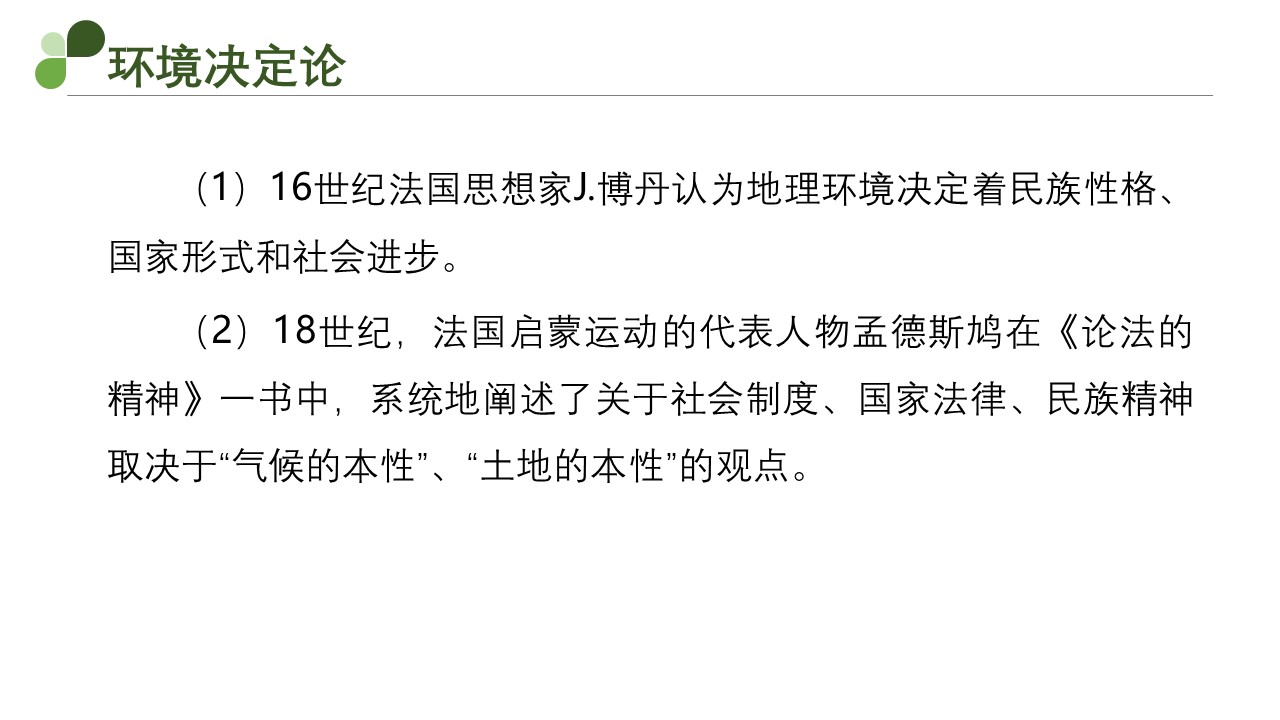 环境决定论
（1）16世纪法国思想家J.博丹认为地理环境决定着民族性格、
国家形式和社会进步。
（2）18世纪，法国启蒙运动的代表人物孟德斯鸠在《论法的
精神》一书中，系统地阐述了关于社会制度、国家法律、民族精神
取决于“气候的本性”、“土地的本性”的观点。